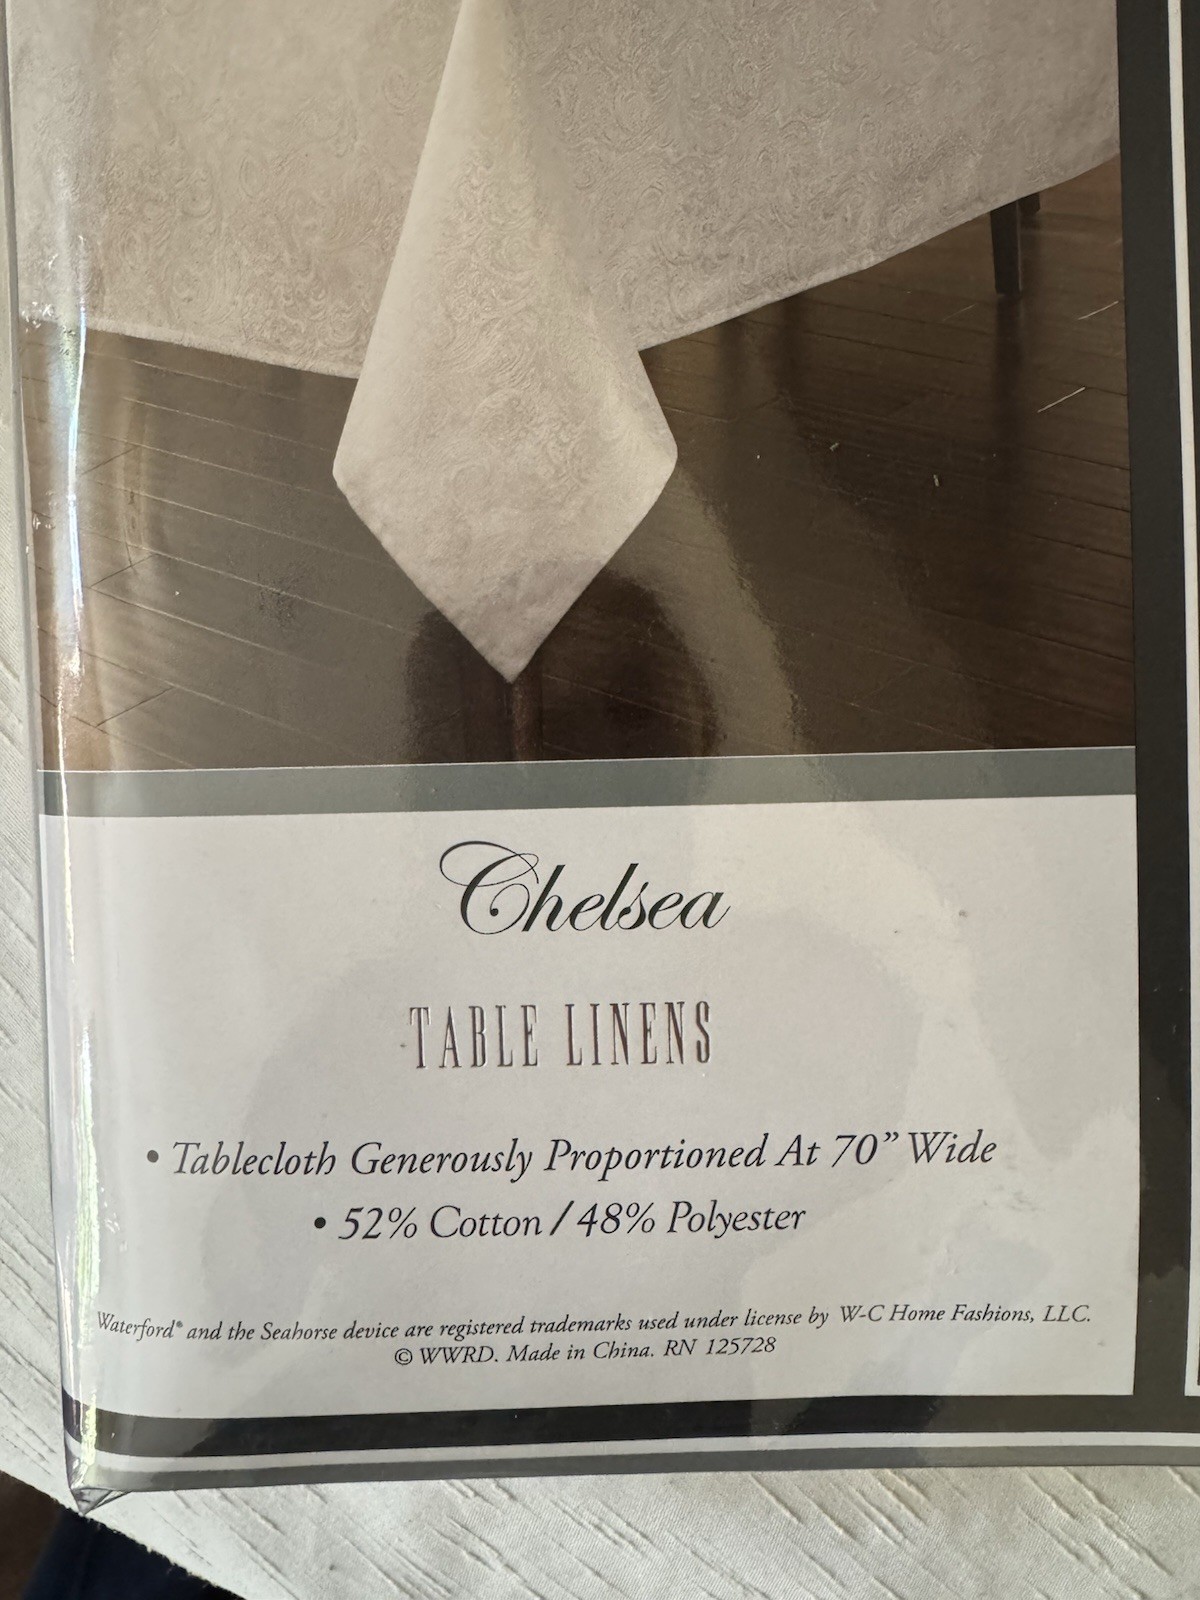 Chelsea
TABLE LINENS
• Tablecloth Generously Proportioned At 70” Wide
• 52% Cotton / 48% Polyester
Waterford® and the Seahorse device are registered trademarks used under license by W-C Home Fashions, LLC.
© WWRD. Made in China. RN 125728